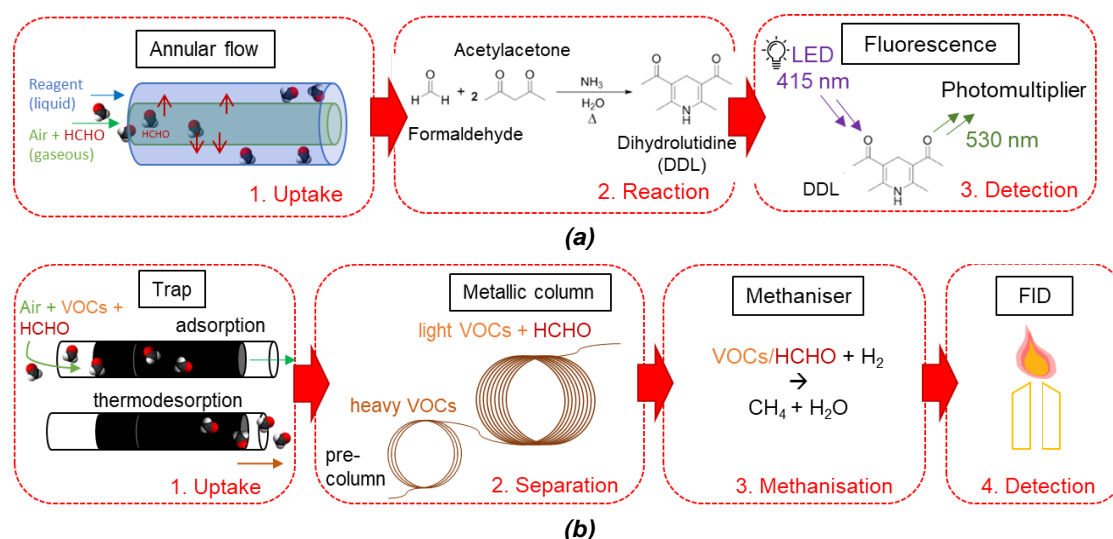 Annular flow
Reagent
(liquid)
Air + HCHO
(gaseous)
HCHO
1. Uptake
Acetylacetone
H
H
O
+ 2
O
O
NH₃
H₂O
Δ
O
O
N
H
Formaldehyde
Dihydrolutidine
(DDL)
2. Reaction
Fluorescence
LED
415 nm
Photomultiplier
530 nm
O
O
N
H
DDL
3. Detection
(a)
Trap
Air + VOCs +
HCHO
adsorption
thermodesorption
1. Uptake
Metallic column
light VOCs + HCHO
heavy VOCs
pre-
column
2. Separation
Methaniser
VOCs/HCHO + H₂
→
CH₄ + H₂O
3. Methanisation
FID
4. Detection
(b)